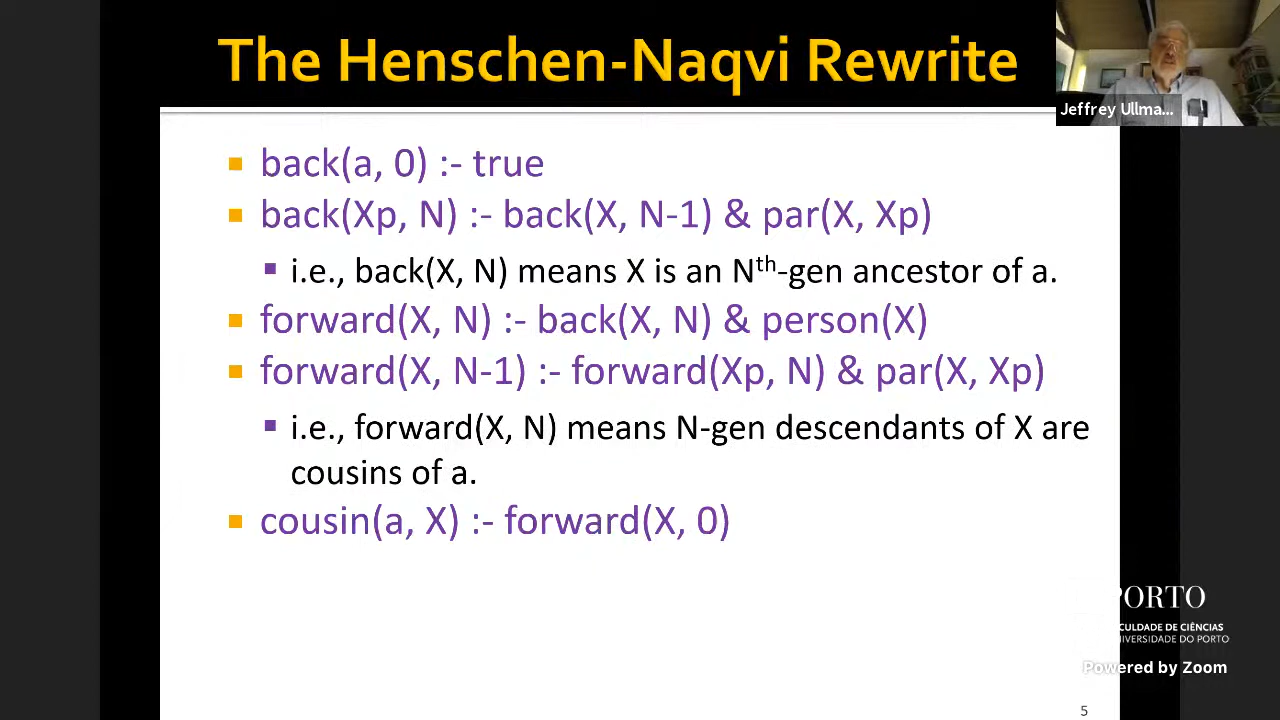 The Henschen-Naqvi Rewrite
Jeffrey Ullma...
back(a, 0) :- true
back(Xp, N) :- back(X, N-1) & par(X, Xp)
i.e., back(X, N) means X is an Nth-gen ancestor of a.
forward(X, N) :- back(X, N) & person(X)
forward(X, N-1) :- forward(Xp, N) & par(X, Xp)
i.e., forward(X, N) means N-gen descendants of X are
cousins of a.
cousin(a, X) :- forward(X, 0)
PORTO
CULDADE DE CIÊNCIAS
IVERSIDADE DO PORTO
Powered by Zoom
5